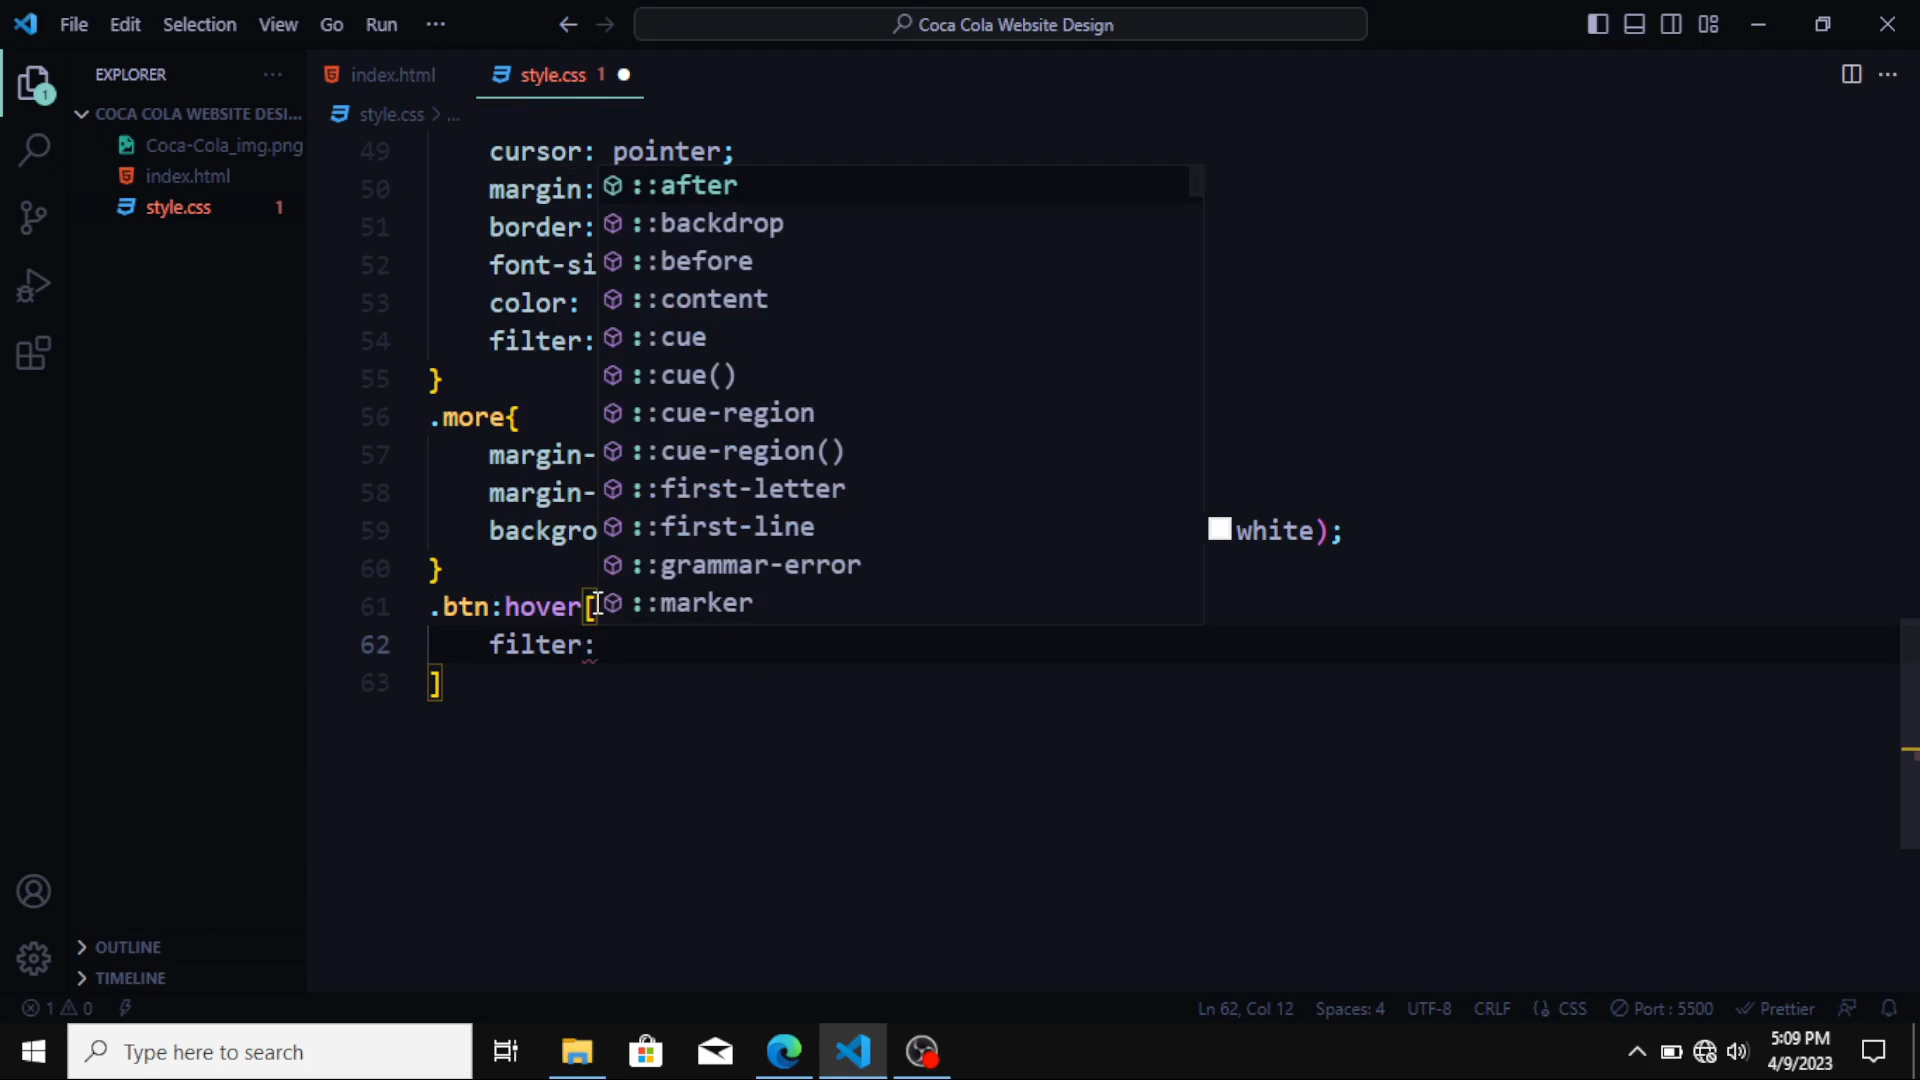 File Edit Selection View Go Run ··· Coca Cola Website Design
EXPLORER ···
index.html
style.css 1
COCA COLA WEBSITE DESI...
style.css > ...
Coca-Cola_img.png
index.html
style.css 1
49 cursor: pointer;
50 margin:
51 border:
52 font-si
53 color:
54 filter:
55 }
56 .more{
57 margin-
58 margin-
59 backgro white);
60 }
61 .btn:hover[
62 filter:
63 ]
::after
::backdrop
::before
::content
::cue
::cue()
::cue-region
::cue-region()
::first-letter
::first-line
::grammar-error
::marker
1
OUTLINE
TIMELINE
1 0 Ln 62, Col 12 Spaces: 4 UTF-8 CRLF CSS Port : 5500 Prettier
Type here to search
5:09 PM
4/9/2023